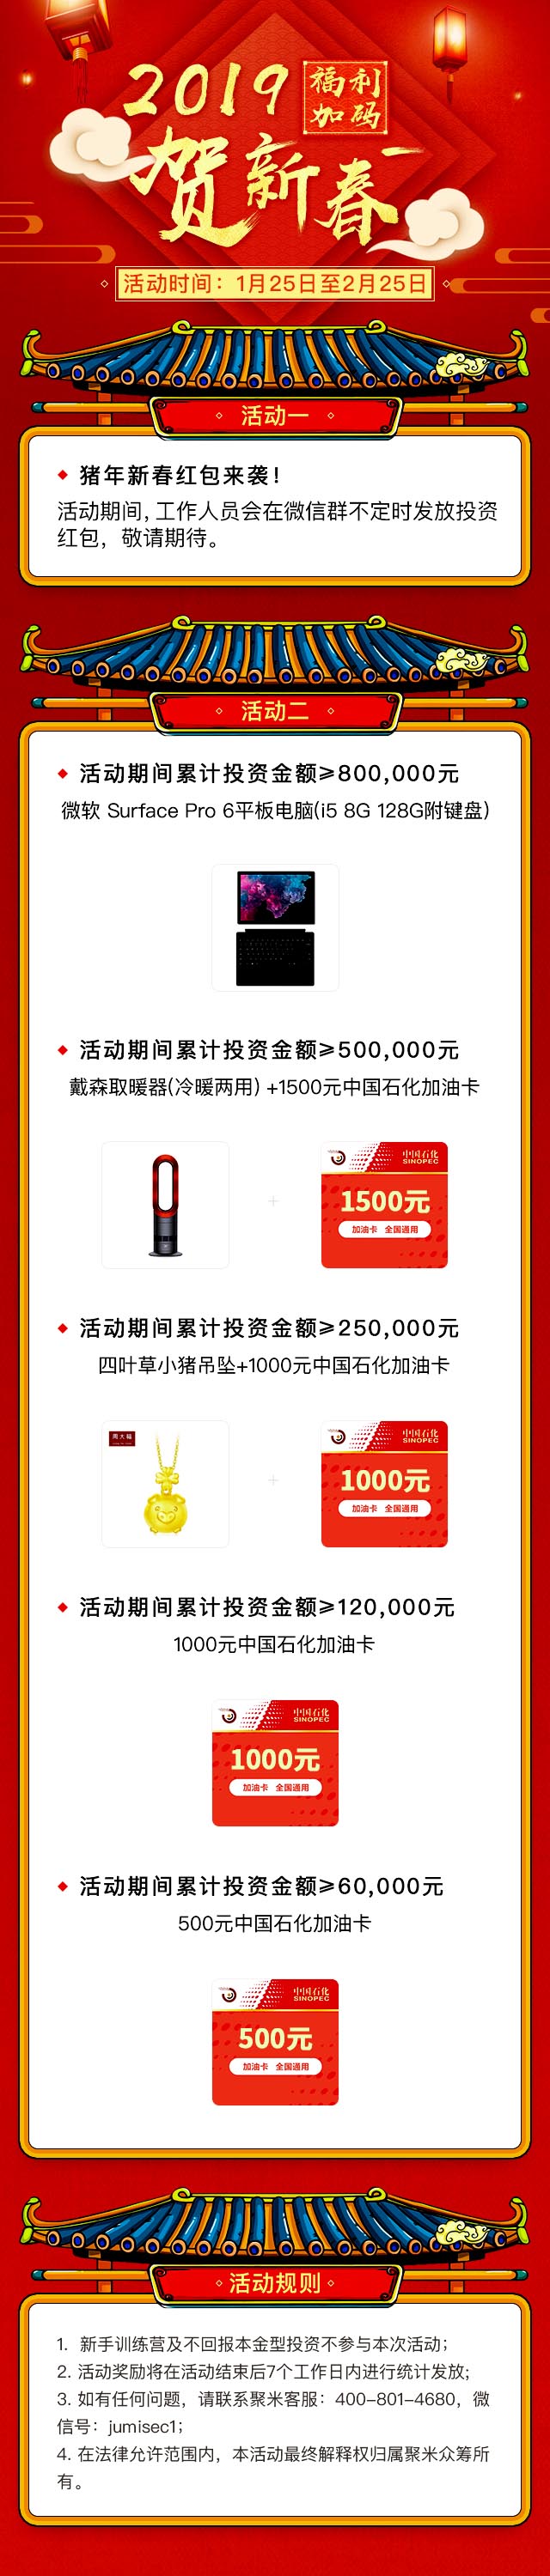 2019
福利
加码
贺新春
活动时间：1月25日至2月25日
活动一
猪年新春红包来袭!
活动期间, 工作人员会在微信群不定时发放投资
红包，敬请期待。
活动二
活动期间累计投资金额≥800,000元
微软 Surface Pro 6平板电脑(i5 8G 128G附键盘)
活动期间累计投资金额≥500,000元
戴森取暖器(冷暖两用) +1500元中国石化加油卡
中国石化
SINOPEC
1500元
加油卡 全国通用
活动期间累计投资金额≥250,000元
四叶草小猪吊坠+1000元中国石化加油卡
周大福
中国石化
SINOPEC
1000元
加油卡 全国通用
活动期间累计投资金额≥120,000元
1000元中国石化加油卡
中国石化
SINOPEC
1000元
加油卡 全国通用
活动期间累计投资金额≥60,000元
500元中国石化加油卡
中国石化
SINOPEC
500元
加油卡 全国通用
活动规则
1. 新手训练营及不回报本金型投资不参与本次活动；
2. 活动奖励将在活动结束后7个工作日内进行统计发放；
3. 如有任何问题，请联系聚米客服：400-801-4680，微
信号：jumisec1；
4. 在法律允许范围内，本活动最终解释权归属聚米众筹所
有。